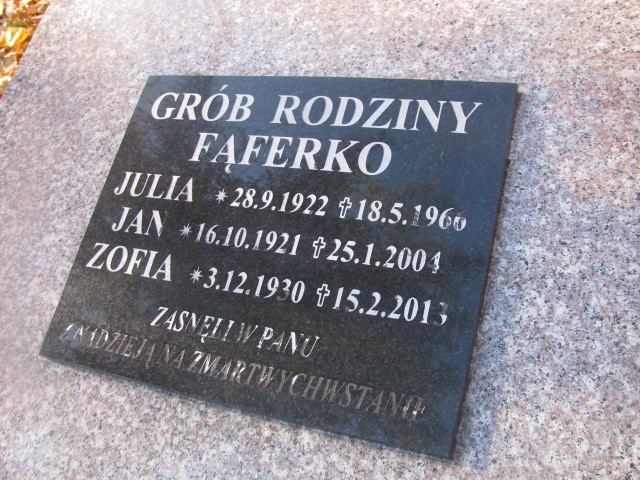 GRÓB RODZINY
FĄFERKO
JULIA *28.9.1922 ✝18.5.1966
JAN *16.10.1921 ✝25.1.2004
ZOFIA *3.12.1930 ✝15.2.2013
ZASNĘLI W PANU
Z NADZIEJĄ NA ZMARTWYCHWSTANIE